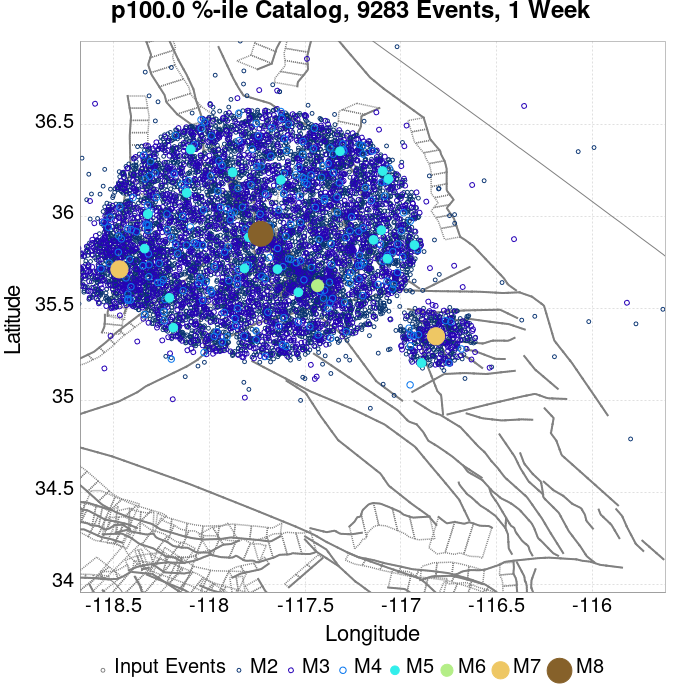 p100.0 %-ile Catalog, 9283 Events, 1 Week
36.5
36
35.5
35
34.5
34
Latitude
-118.5 -118 -117.5 -117 -116.5 -116
Longitude
Input Events M2 M3 M4 M5 M6 M7 M8